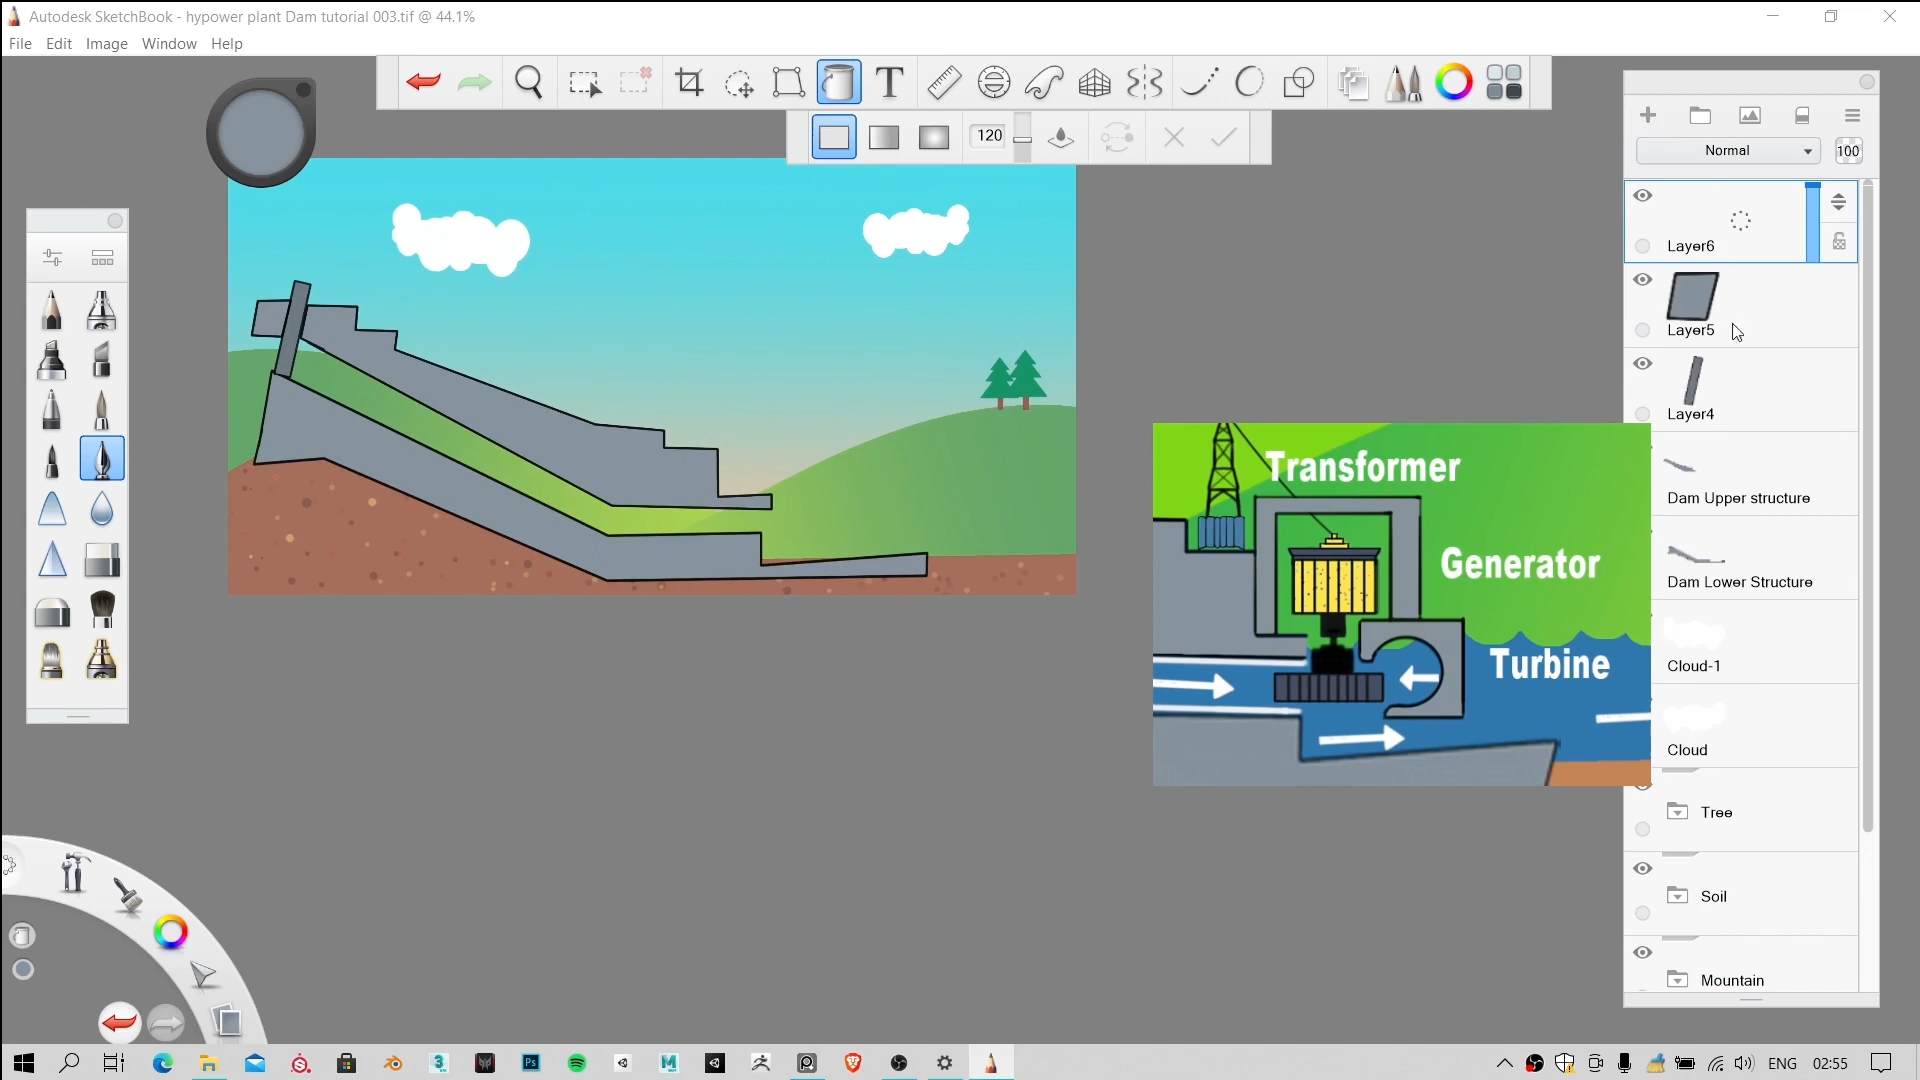 Autodesk SketchBook - hypower plant Dam tutorial 003.tif @ 44.1%
File Edit Image Window Help
T
120
Normal 100
Layer6
Layer5
Layer4
Dam Upper structure
Dam Lower Structure
Cloud-1
Cloud
Tree
Soil
Mountain
Transformer
Generator
Turbine
ENG 02:55